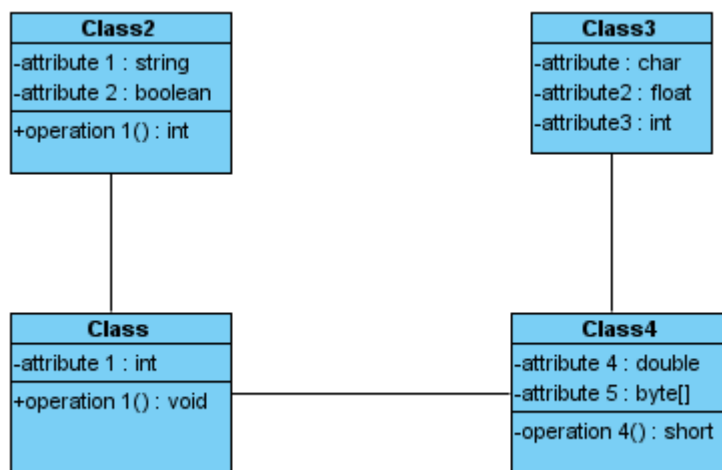 Class2
-attribute 1 : string
-attribute 2 : boolean
+operation 1() : int
Class3
-attribute : char
-attribute2 : float
-attribute3 : int
Class
-attribute 1 : int
+operation 1() : void
Class4
-attribute 4 : double
-attribute 5 : byte[]
-operation 4() : short